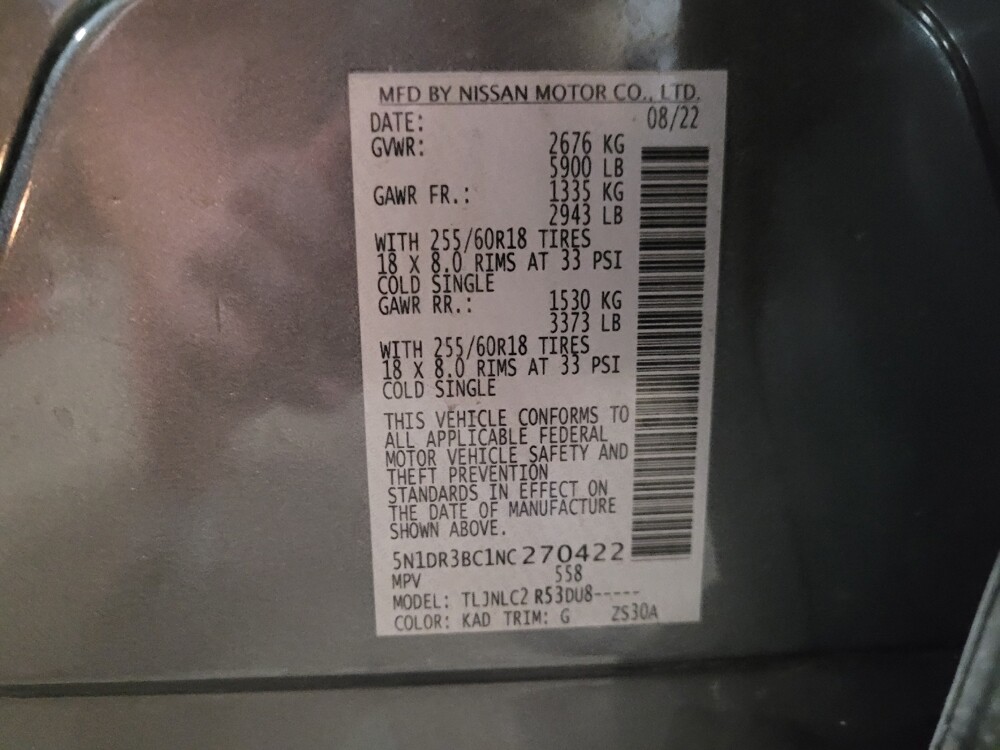 MFD BY NISSAN MOTOR CO., LTD.
DATE: 08/22
GVWR: 2676 KG
5900 LB
GAWR FR.: 1335 KG
2943 LB
WITH 255/60R18 TIRES
18 X 8.0 RIMS AT 33 PSI
COLD SINGLE
GAWR RR.: 1530 KG
3373 LB
WITH 255/60R18 TIRES
18 X 8.0 RIMS AT 33 PSI
COLD SINGLE
THIS VEHICLE CONFORMS TO
ALL APPLICABLE FEDERAL
MOTOR VEHICLE SAFETY AND
THEFT PREVENTION
STANDARDS IN EFFECT ON
THE DATE OF MANUFACTURE
SHOWN ABOVE.
5N1DR3BC1NC270422
MPV 558
MODEL: TLJNLC2 R53DU8-----
COLOR: KAD TRIM: G ZS30A